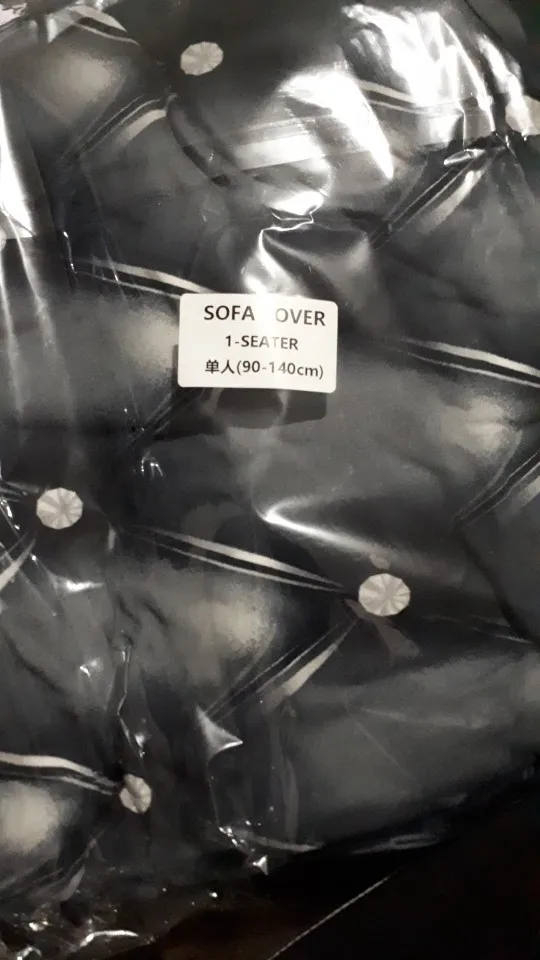 SOFA OVER
1-SEATER
单人(90-140cm)